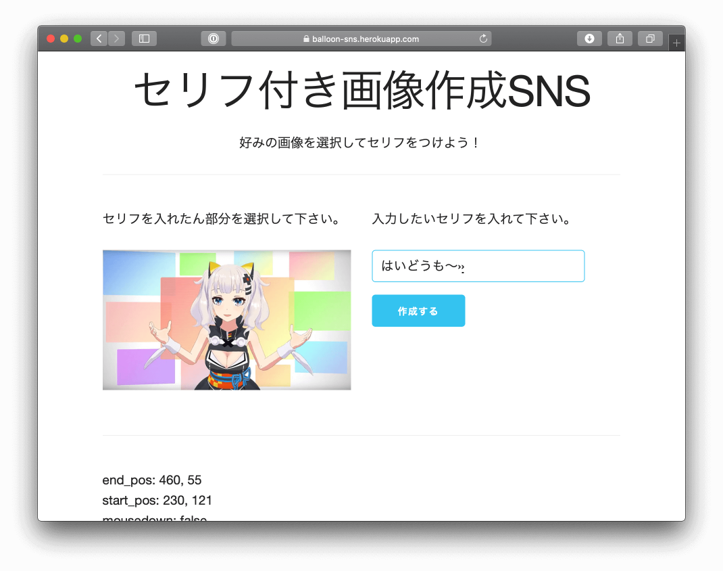 balloon-sns.herokuapp.com
セリフ付き画像作成SNS
好みの画像を選択してセリフをつけよう！
セリフを入れたん部分を選択して下さい。
入力したいセリフを入れて下さい。
はいどうも〜››
作成する
end_pos: 460, 55
start_pos: 230, 121
mousedown: false